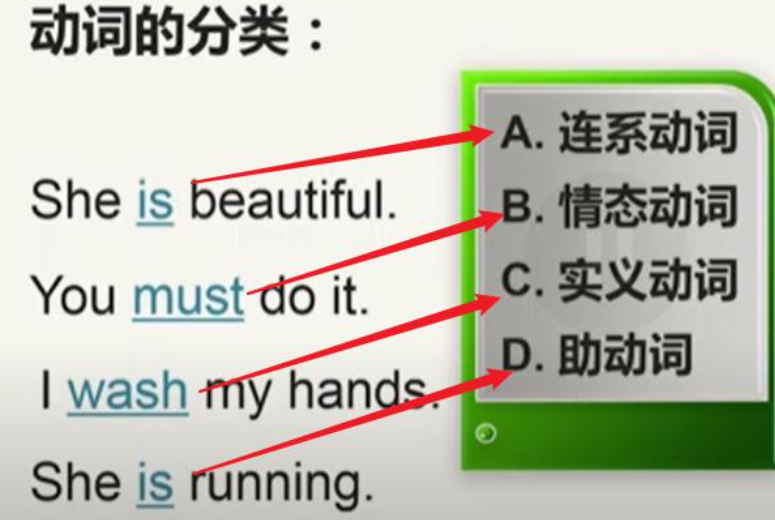 动词的分类：
She is beautiful.
You must do it.
I wash my hands.
She is running.
A. 连系动词
B. 情态动词
C. 实义动词
D. 助动词